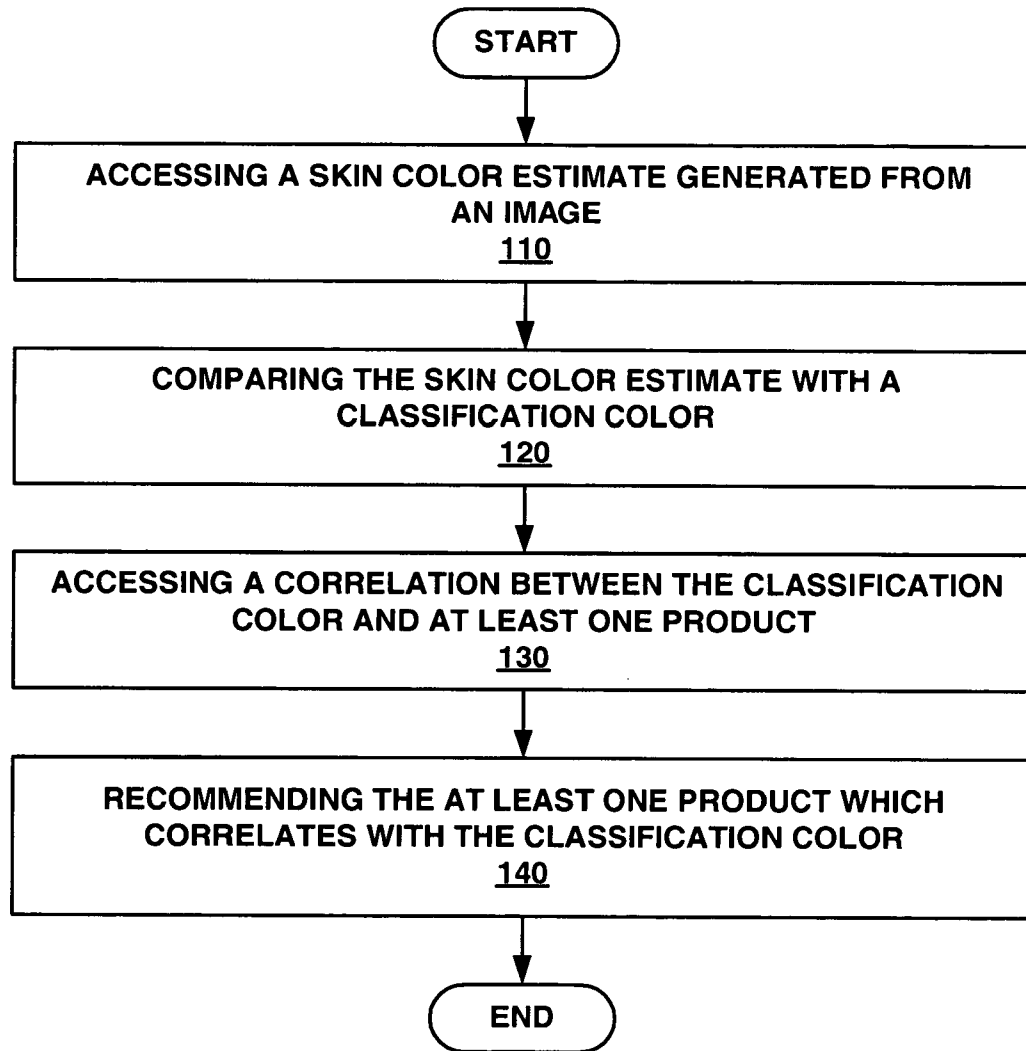 START
ACCESSING A SKIN COLOR ESTIMATE GENERATED FROM
AN IMAGE
110
COMPARING THE SKIN COLOR ESTIMATE WITH A
CLASSIFICATION COLOR
120
ACCESSING A CORRELATION BETWEEN THE CLASSIFICATION
COLOR AND AT LEAST ONE PRODUCT
130
RECOMMENDING THE AT LEAST ONE PRODUCT WHICH
CORRELATES WITH THE CLASSIFICATION COLOR
140
END